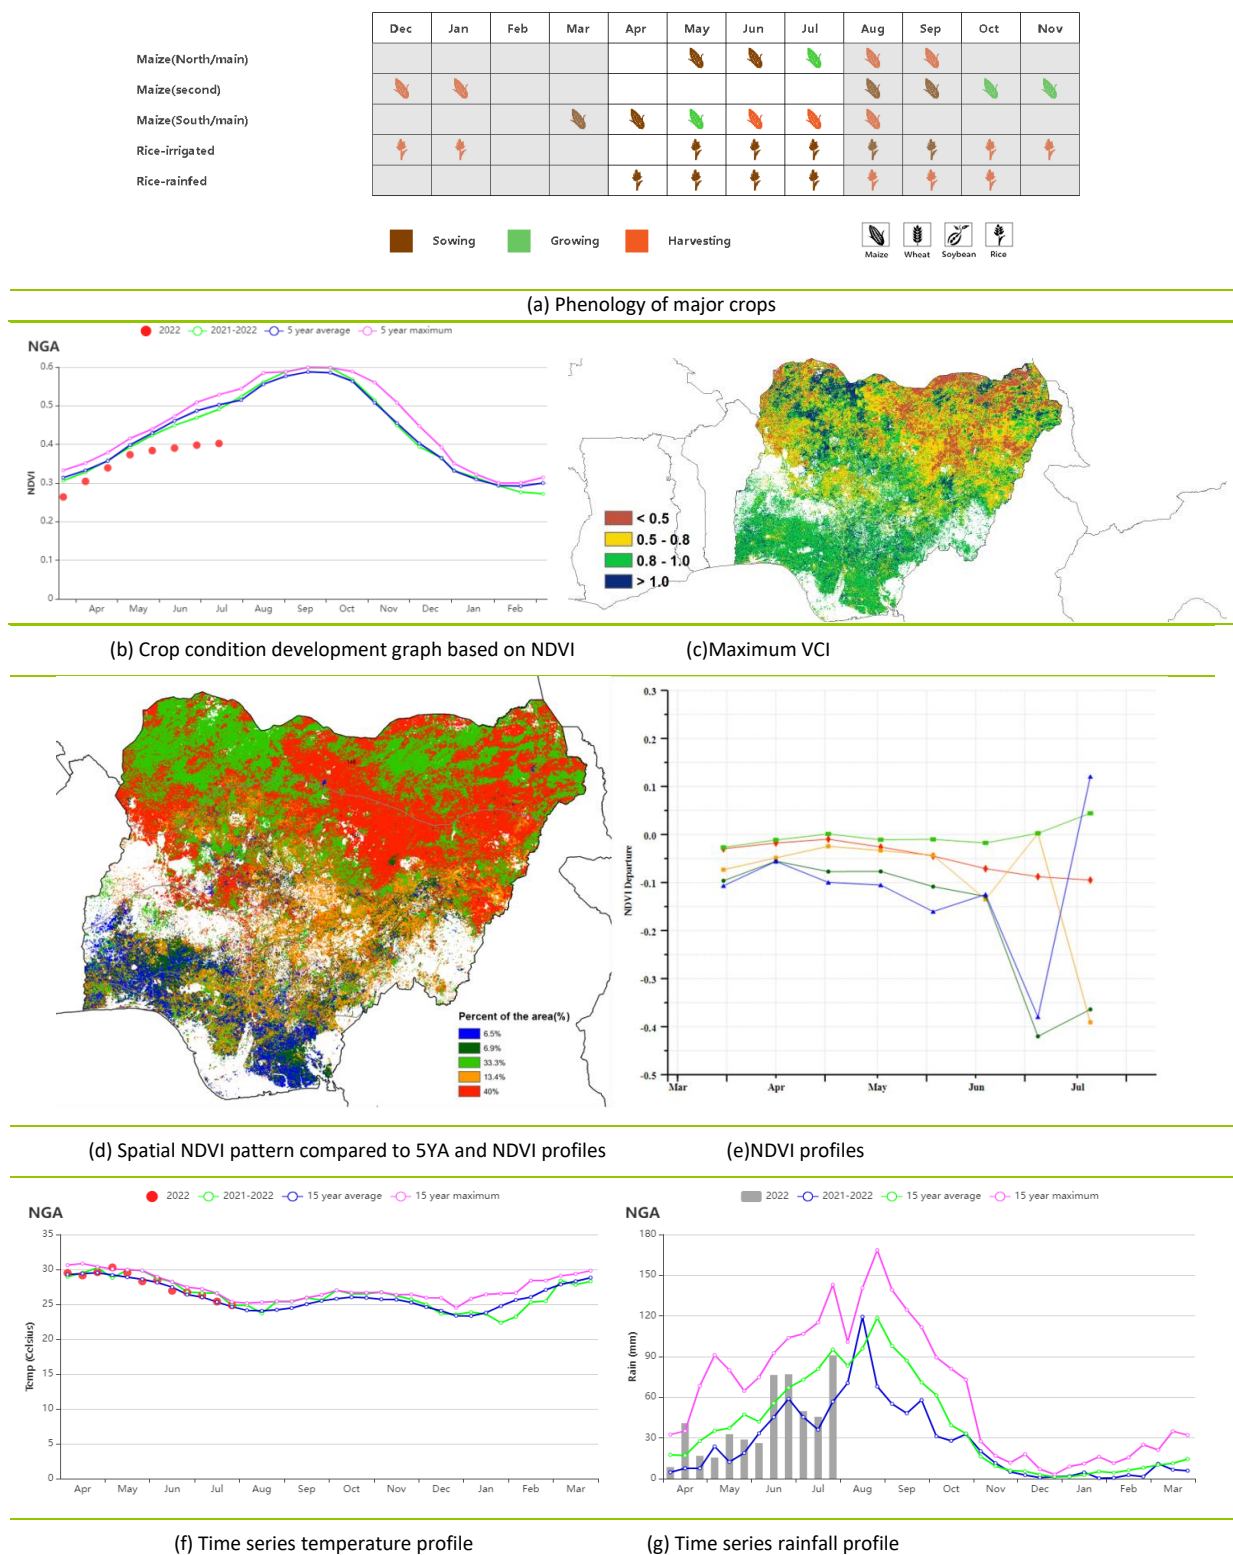 Dec Jan Feb Mar Apr May Jun Jul Aug Sep Oct Nov
Maize(North/main)
Maize(second)
Maize(South/main)
Rice-irrigated
Rice-rainfed
Sowing Growing Harvesting
Maize Wheat Soybean Rice
(a) Phenology of major crops
2022 2021-2022 5 year average 5 year maximum
NGA
0.6
0.5
0.4
0.3
0.2
0.1
0
NDVI
Apr May Jun Jul Aug Sep Oct Nov Dec Jan Feb
< 0.5
0.5 - 0.8
0.8 - 1.0
> 1.0
(b) Crop condition development graph based on NDVI (c)Maximum VCI
Percent of the area(%)
6.5%
6.9%
33.3%
13.4%
40%
0.3
0.2
0.1
0.0
-0.1
-0.2
-0.3
-0.4
-0.5
NDVI Departure
Mar Apr May Jun Jul
(d) Spatial NDVI pattern compared to 5YA and NDVI profiles (e)NDVI profiles
2022 2021-2022 15 year average 15 year maximum
NGA
35
30
25
20
15
10
5
0
Temp (Celsius)
Apr May Jun Jul Aug Sep Oct Nov Dec Jan Feb Mar
2022 2021-2022 15 year average 15 year maximum
NGA
180
150
120
90
60
30
0
Rain (mm)
Apr May Jun Jul Aug Sep Oct Nov Dec Jan Feb Mar
(f) Time series temperature profile (g) Time series rainfall profile